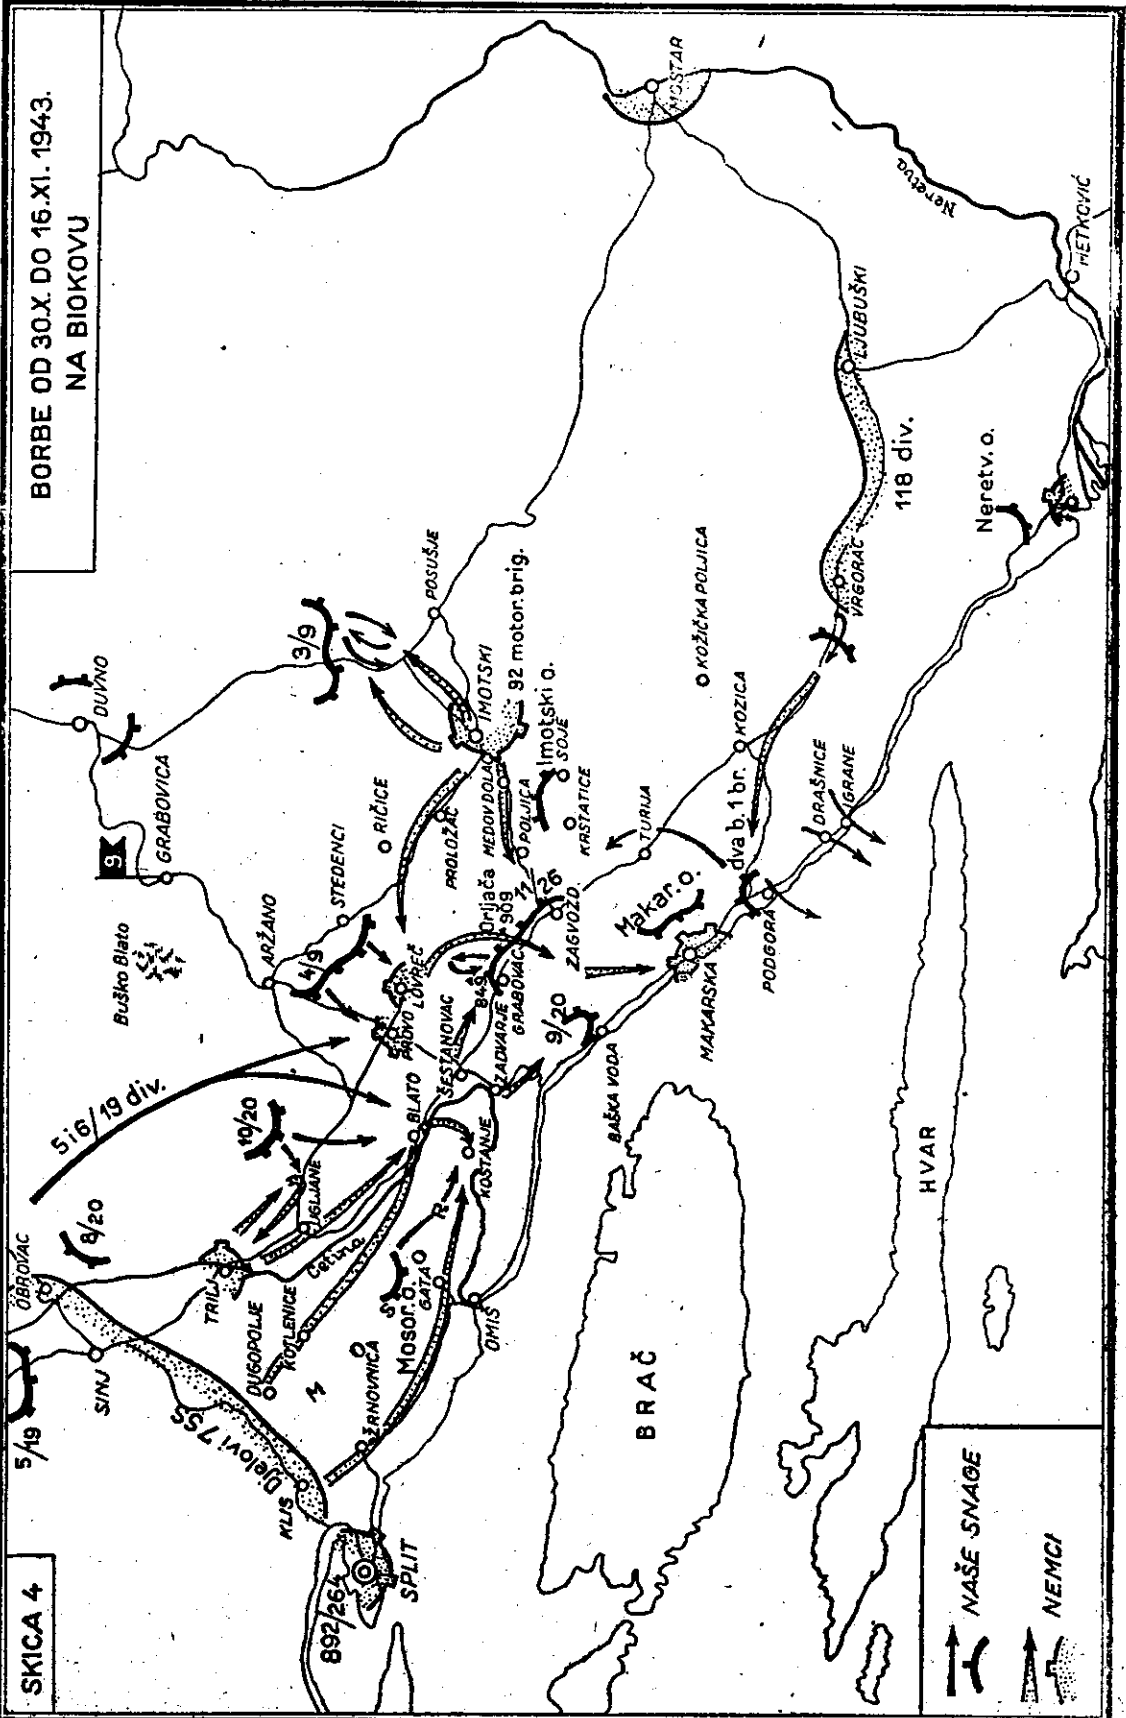 SKICA 4
BORBE OD 30.X. DO 16.XI. 1943.
NA BIOKOVU
5/19
OBROVAC
SINJ
8/20
5i6/19 div.
Buško Blato
9
GRABOVICA
DUVNO
TRILJ
10/20
UGLJANE
ARŽANO
4/9
STEDENCI
RIČICE
3/9
POSUŠJE
MOSTAR
Djelovi 7 SS
KLIS
DUGOPOLJE
KOTLENICE
Cetina
M
ŽRNOVNICA
Mosor. o.
S
GATA
R
OMIŠ
BLATO
KOSTANJE
ŠESTANOVAC
PROVO
LOVREČ
PROLOŽAC
IMOTSKI
92 motor.brig.
Imotski o.
MEDOV DOLAC
POLJICA
SOJE
KRSTATICE
849
909
11
26
GRABOVAC
ZADVARJE
ZAGVOZD
9/20
892/264
SPLIT
BAŠKA VODA
Makar. o.
MAKARSKA
TURIJA
dva b. 1 br.
PODGORA
KOZICA
KOŽIČKA POLJICA
DRAŠNICE
IGRANE
VRGORAC
118 div.
LJUBUŠKI
Neretva
METKOVIĆ
Neretv. o.
BRAČ
HVAR
NAŠE SNAGE
NEMCI